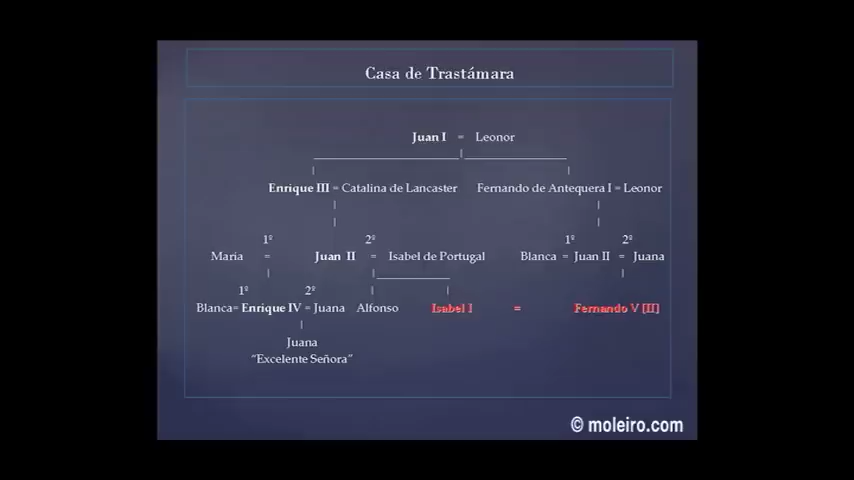 Casa de Trastámara
Juan I = Leonor
Enrique III = Catalina de Lancaster Fernando de Antequera I = Leonor
1º 2º 1º 2º
María = Juan II = Isabel de Portugal Blanca = Juan II = Juana
1º 2º
Blanca= Enrique IV = Juana Alfonso Isabel I = Fernando V [II]
Juana
“Excelente Señora”
© moleiro.com